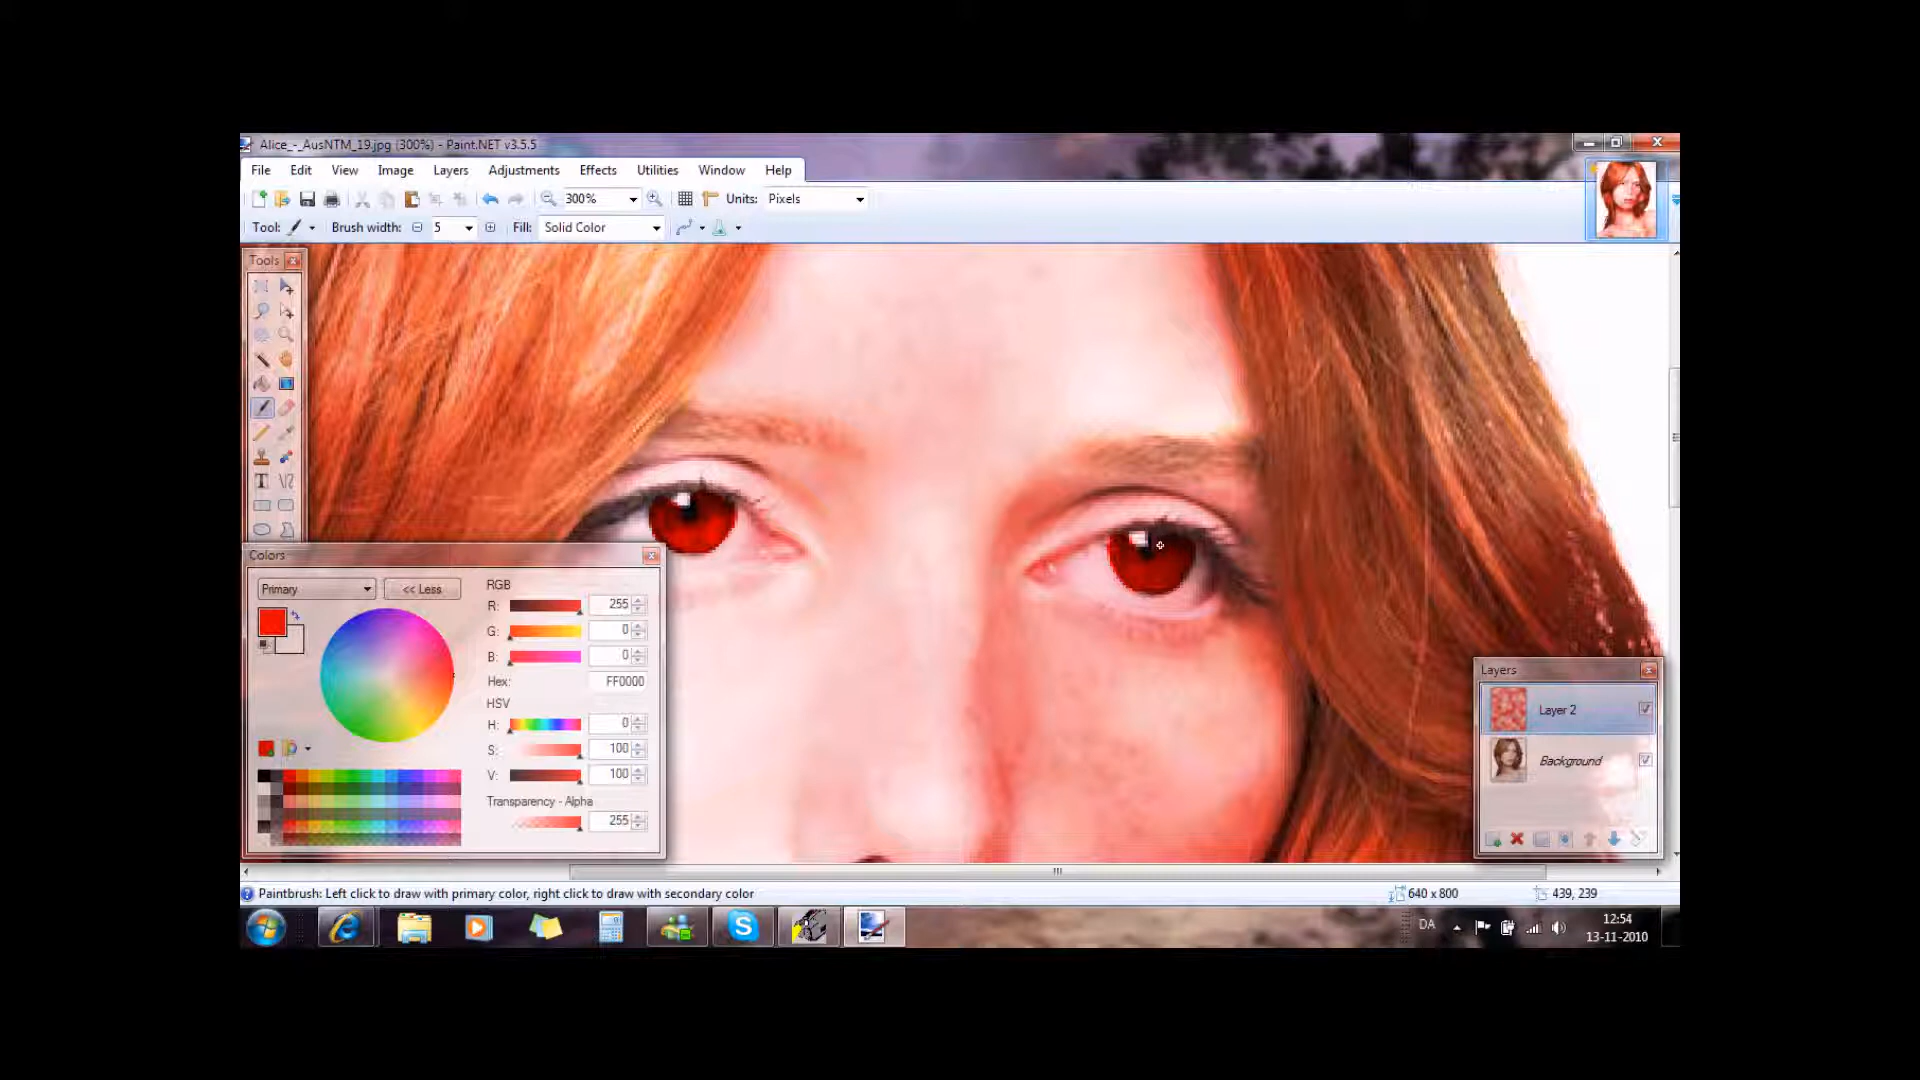 Alice_-_AusNTM_19.jpg (300%) - Paint.NET v3.5.5
File Edit View Image Layers Adjustments Effects Utilities Window Help
300% Units: Pixels
Tool: Brush width: 5 Fill: Solid Color
Tools
T
Colors
Primary << Less
RGB
R: 255
G: 0
B: 0
Hex: FF0000
HSV
H: 0
S: 100
V: 100
Transparency - Alpha
255
Layers
Layer 2
Background
Paintbrush: Left click to draw with primary color, right click to draw with secondary color 640 x 800 439, 239
DA 12:54
13-11-2010